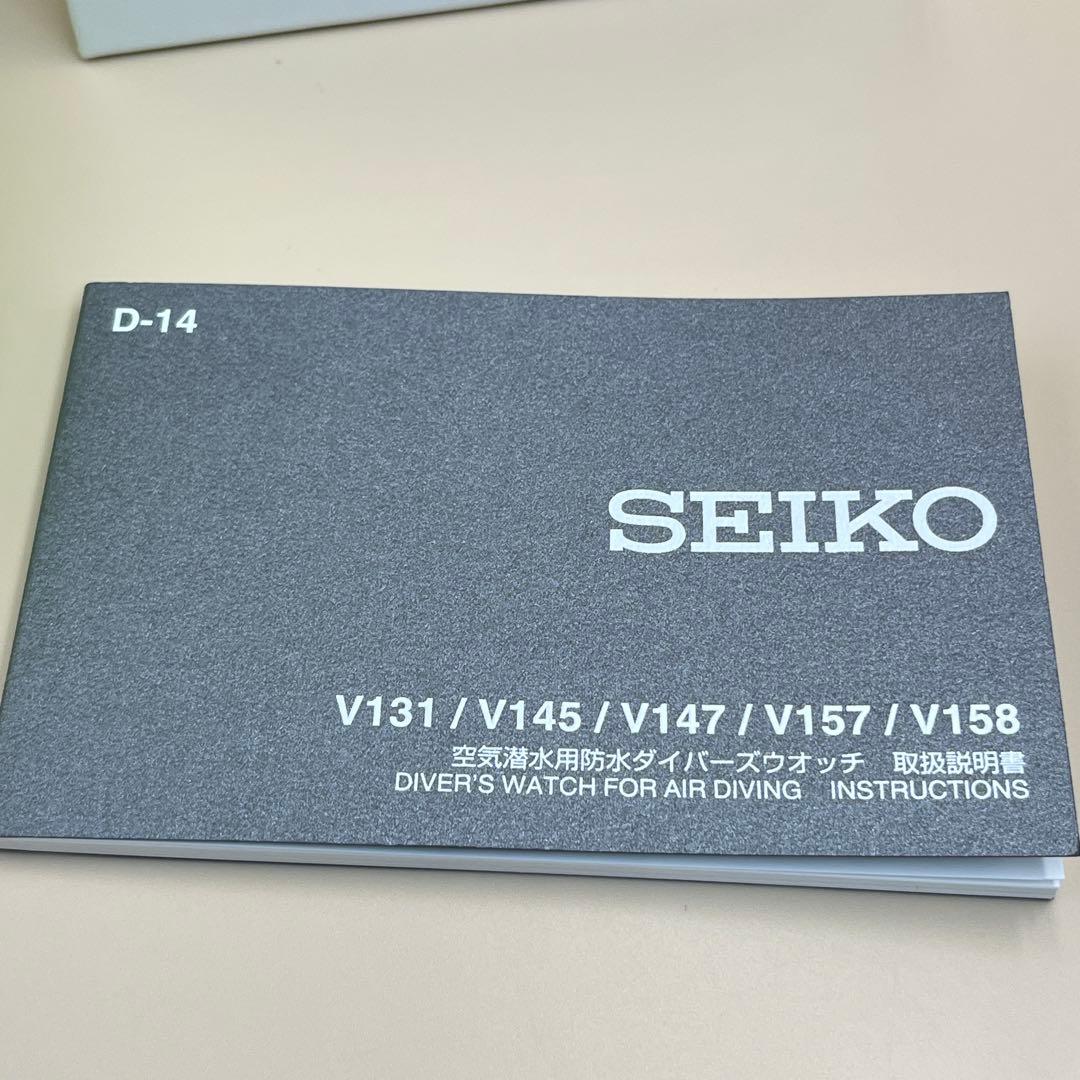 D-14
SEIKO
V131 / V145 / V147 / V157 / V158
空気潜水用防水ダイバーズウオッチ 取扱説明書
DIVER'S WATCH FOR AIR DIVING INSTRUCTIONS